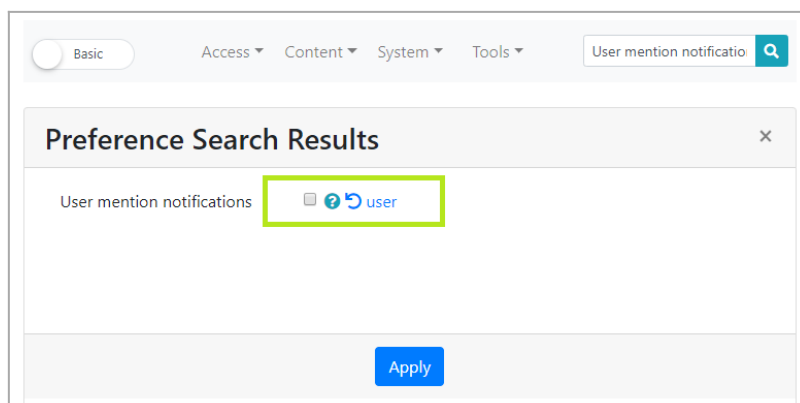 Basic Access Content System Tools User mention notificatio
Preference Search Results ×
User mention notifications ? user
Apply